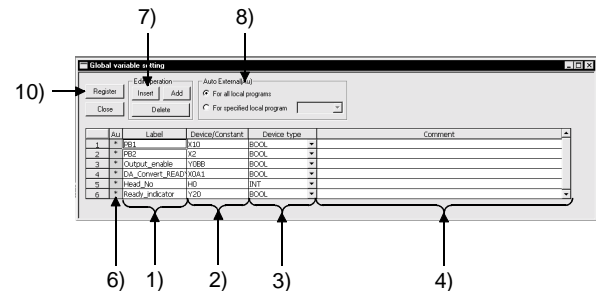 7) 8)
Global variable setting
10)
Register
Close
Edit operation
Insert Add
Delete
Auto External(Au)
For all local programs
For specified local program
Au Label Device/Constant Device type Comment
1 * PB1 X10 BOOL
2 * PB2 X2 BOOL
3 * Output_enable Y0BB BOOL
4 * DA_Convert_READY X0A1 BOOL
5 * Head_No H0 INT
6 * Ready_indicator Y20 BOOL
6) 1) 2) 3) 4)